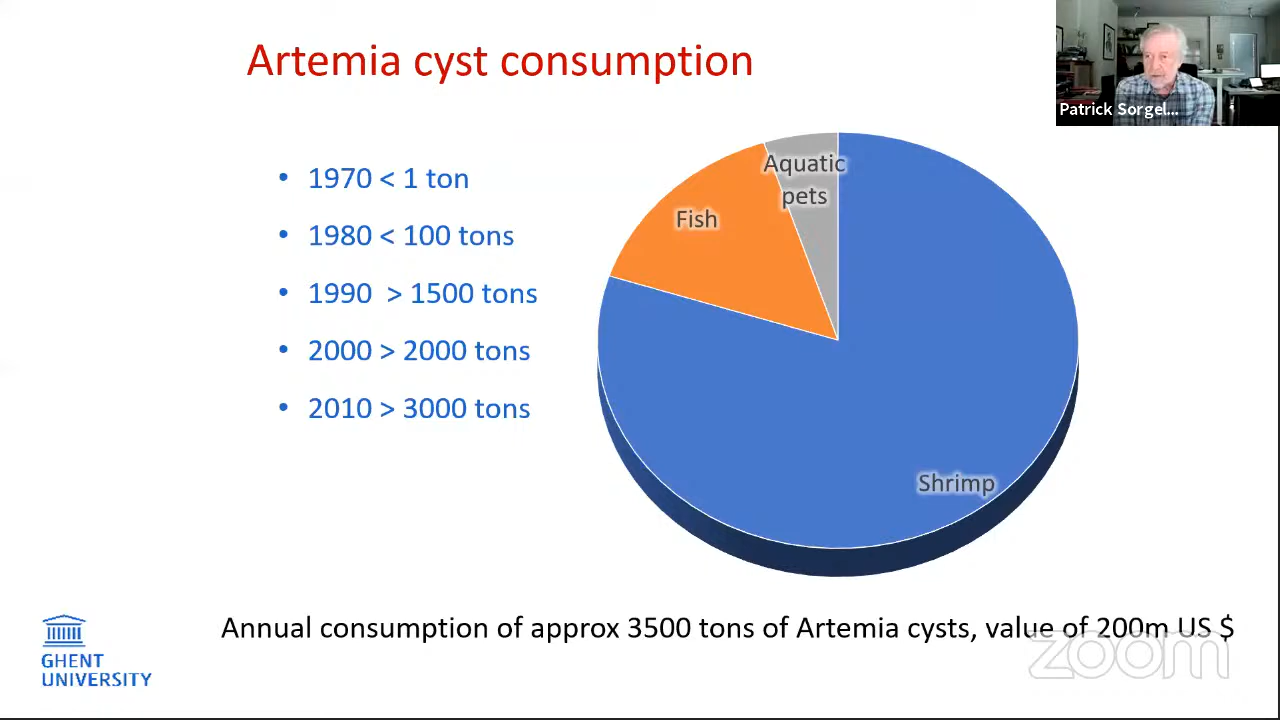 Artemia cyst consumption
Patrick Sorgel...
• 1970 < 1 ton
• 1980 < 100 tons
• 1990 > 1500 tons
• 2000 > 2000 tons
• 2010 > 3000 tons
Aquatic
pets
Fish
Shrimp
Annual consumption of approx 3500 tons of Artemia cysts, value of 200m US $
GHENT
UNIVERSITY
zoom